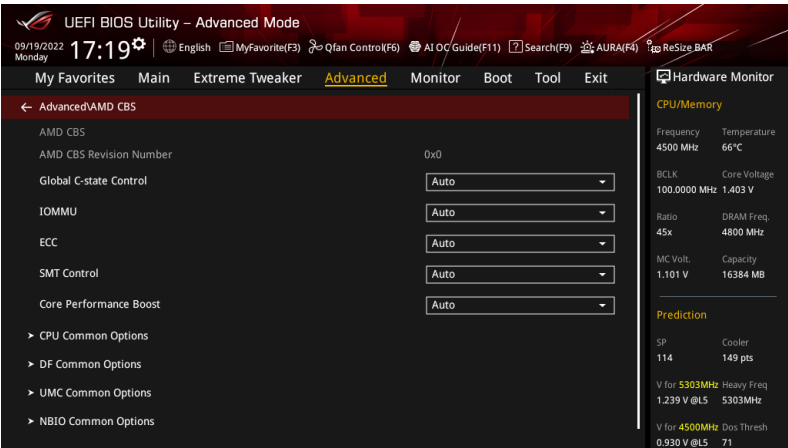 UEFI BIOS Utility – Advanced Mode
09/19/2022 Monday 17:19 English MyFavorite(F3) Qfan Control(F6) AI OC Guide(F11) Search(F9) AURA(F4) ReSize BAR
My Favorites Main Extreme Tweaker Advanced Monitor Boot Tool Exit
Advanced\AMD CBS
AMD CBS
AMD CBS Revision Number 0x0
Global C-state Control Auto
IOMMU Auto
ECC Auto
SMT Control Auto
Core Performance Boost Auto
CPU Common Options
DF Common Options
UMC Common Options
NBIO Common Options
Hardware Monitor
CPU/Memory
Frequency Temperature
4500 MHz 66°C
BCLK Core Voltage
100.0000 MHz 1.403 V
Ratio DRAM Freq.
45x 4800 MHz
MC Volt. Capacity
1.101 V 16384 MB
Prediction
SP Cooler
114 149 pts
V for 5303MHz Heavy Freq
1.239 V @L5 5303MHz
V for 4500MHz Dos Thresh
0.930 V @L5 71